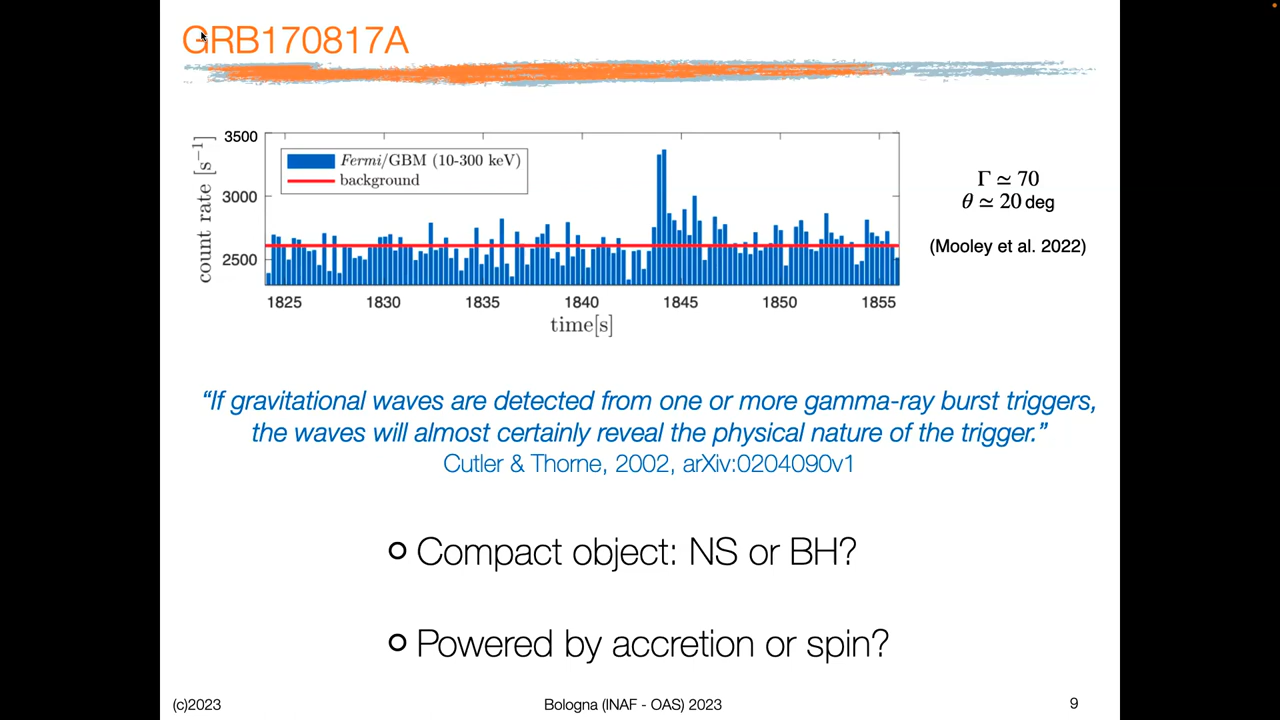 GRB170817A
3500
3000
2500
count rate [s⁻¹]
Fermi/GBM (10-300 keV)
background
1825 1830 1835 1840 1845 1850 1855
time[s]
Γ ≃ 70
θ ≃ 20 deg
(Mooley et al. 2022)
“If gravitational waves are detected from one or more gamma-ray burst triggers,
the waves will almost certainly reveal the physical nature of the trigger.”
Cutler & Thorne, 2002, arXiv:0204090v1
Compact object: NS or BH?
Powered by accretion or spin?
(c)2023 Bologna (INAF - OAS) 2023 9